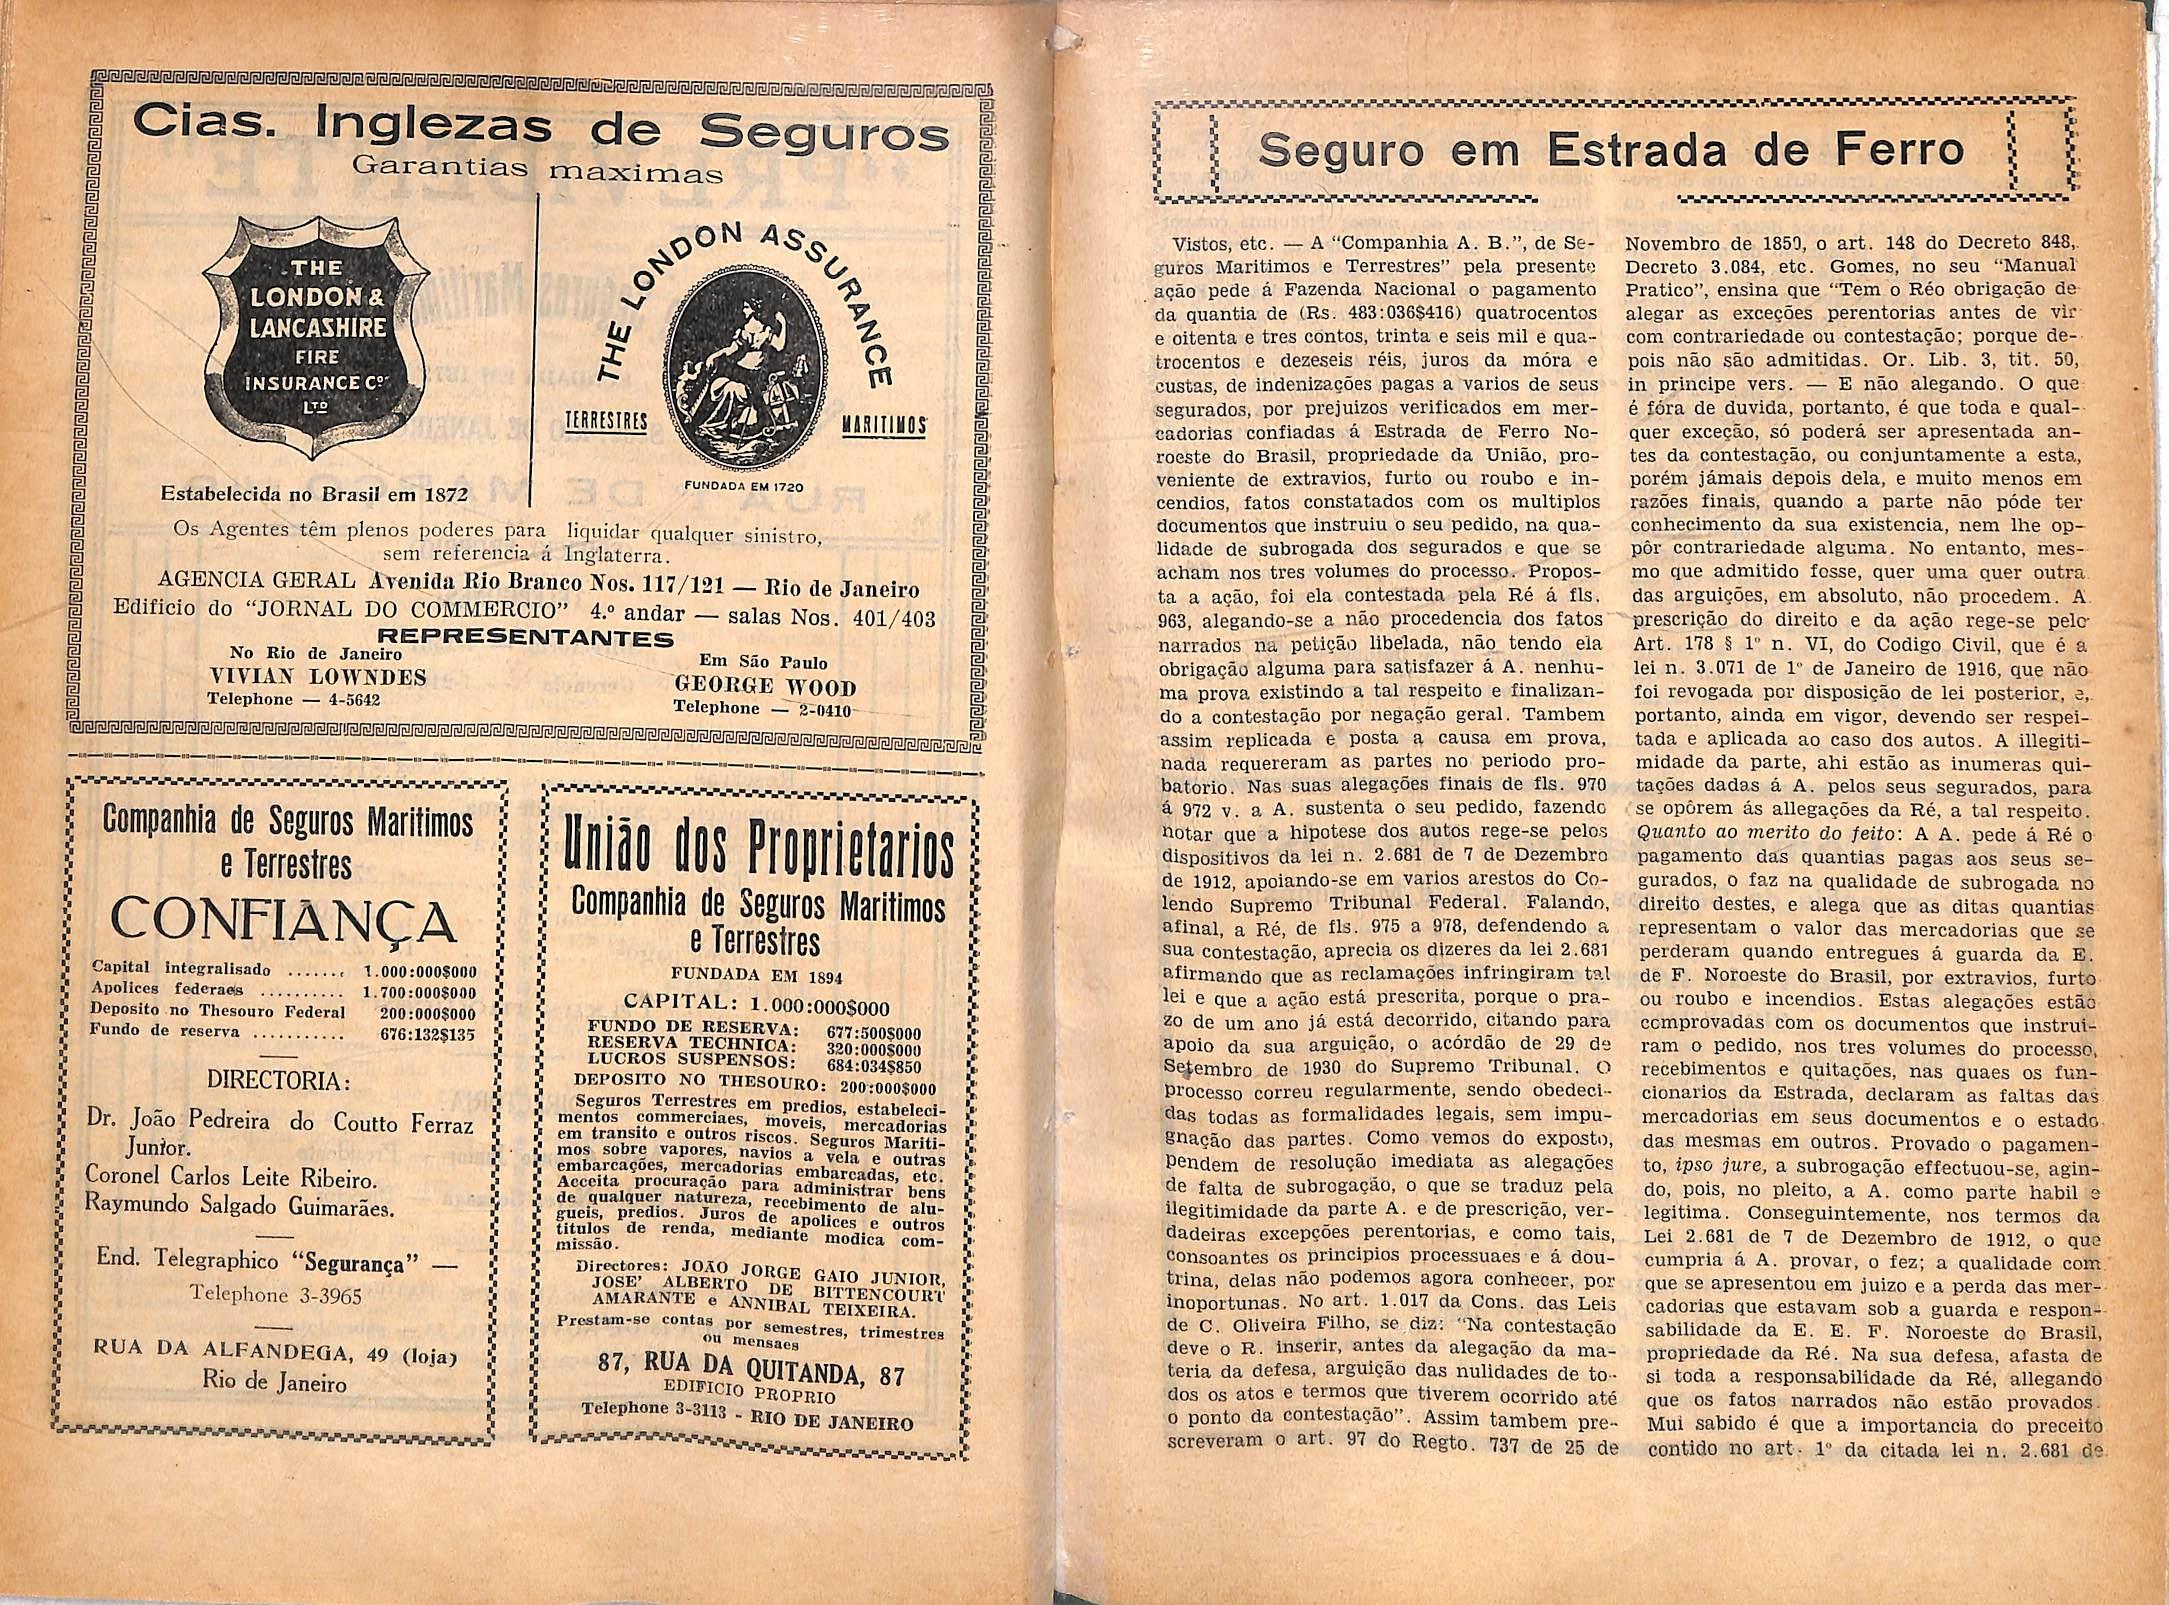 Cias. Inglezas de Seguros
Garantias maximas
THE
LONDON &
LANCASHIRE
FIRE
INSURANCE Cº
LTD
Estabelecida no Brasil em 1872
THE LONDON ASSURANCE
TERRESTRES
MARITIMOS
FUNDADA EM 1720
Os Agentes têm plenos poderes para liquidar qualquer sinistro,
sem referencia á Inglaterra.
AGENCIA GERAL Avenida Rio Branco Nos. 117/121 — Rio de Janeiro
Edificio do "JORNAL DO COMMERCIO" 4.º andar — salas Nos. 401/403
REPRESENTANTES
No Rio de Janeiro
VIVIAN LOWNDES
Telephone — 4-5642
Em São Paulo
GEORGE WOOD
Telephone — 2-0410
Companhia de Seguros Maritimos
e Terrestres
CONFIANÇA
Capital integralisado ....... 1.000:000$000
Apolices federaes .......... 1.700:000$000
Deposito no Thesouro Federal 200:000$000
Fundo de reserva ........... 676:132$135
DIRECTORIA:
Dr. João Pedreira do Coutto Ferraz
Junior.
Coronel Carlos Leite Ribeiro.
Raymundo Salgado Guimarães.
End. Telegraphico "Segurança" —
Telephone 3-3965
RUA DA ALFANDEGA, 49 (loja)
Rio de Janeiro
União dos Proprietarios
Companhia de Seguros Maritimos
e Terrestres
FUNDADA EM 1894
CAPITAL: 1.000:000$000
FUNDO DE RESERVA: 677:500$000
RESERVA TECHNICA: 320:000$000
LUCROS SUSPENSOS: 684:034$850
DEPOSITO NO THESOURO: 200:000$000
Seguros Terrestres em predios, estabeleci-
mentos commerciaes, moveis, mercadorias
em transito e outros riscos. Seguros Mariti-
mos sobre vapores, navios a vela e outras
embarcações, mercadorias embarcadas, etc.
Acceita procuração para administrar bens
de qualquer natureza, recebimento de alu-
gueis, predios. Juros de apolices e outros
titulos de renda, mediante modica com-
missão.
Directores: JOÃO JORGE GAIO JUNIOR,
JOSE' ALBERTO DE BITTENCOURT
AMARANTE e ANNIBAL TEIXEIRA.
Prestam-se contas por semestres, trimestres
ou mensaes
87, RUA DA QUITANDA, 87
EDIFICIO PROPRIO
Telephone 3-3113 - RIO DE JANEIRO
Seguro em Estrada de Ferro
Vistos, etc. — A "Companhia A. B.", de Se-
guros Maritimos e Terrestres" pela presente
ação pede á Fazenda Nacional o pagamento
da quantia de (Rs. 483:036$416) quatrocentos
e oitenta e tres contos, trinta e seis mil e qua-
trocentos e dezeseis réis, juros da móra e
custas, de indenizações pagas a varios de seus
segurados, por prejuizos verificados em mer-
cadorias confiadas á Estrada de Ferro No-
roeste do Brasil, propriedade da União, pro-
veniente de extravios, furto ou roubo e in-
cendios, fatos constatados com os multiplos
documentos que instruiu o seu pedido, na qua-
lidade de subrogada dos segurados e que se
acham nos tres volumes do processo. Propos-
ta a ação, foi ela contestada pela Ré á fls.
963, alegando-se a não procedencia dos fatos
narrados na petição libelada, não tendo ela
obrigação alguma para satisfazer á A. nenhu-
ma prova existindo a tal respeito e finalizan-
do a contestação por negação geral. Tambem
assim replicada e posta a causa em prova,
nada requereram as partes no periodo pro-
batorio. Nas suas alegações finais de fls. 970
á 972 v. a A. sustenta o seu pedido, fazendo
notar que a hipotese dos autos rege-se pelos
dispositivos da lei n. 2.681 de 7 de Dezembro
de 1912, apoiando-se em varios arestos do Co-
lendo Supremo Tribunal Federal. Falando,
afinal, a Ré, de fls. 975 a 978, defendendo a
sua contestação, aprecia os dizeres da lei 2.681
afirmando que as reclamações infringiram tal
lei e que a ação está prescrita, porque o pra-
zo de um ano já está decorrido, citando para
apoio da sua arguição, o acórdão de 29 de
Setembro de 1930 do Supremo Tribunal. O
processo correu regularmente, sendo obedeci-
das todas as formalidades legais, sem impu-
gnação das partes. Como vemos do exposto,
pendem de resolução imediata as alegações
de falta de subrogação, o que se traduz pela
ilegitimidade da parte A. e de prescrição, ver-
dadeiras excepções perentorias, e como tais,
consoantes os principios processuaes e á dou-
trina, delas não podemos agora conhecer, por
inoportunas. No art. 1.017 da Cons. das Leis
de C. Oliveira Filho, se diz: "Na contestação
deve o R. inserir, antes da alegação da ma-
teria da defesa, arguição das nulidades de to-
dos os atos e termos que tiverem ocorrido até
o ponto da contestação". Assim tambem pre-
screveram o art. 97 do Regto. 737 de 25 de
Novembro de 1850, o art. 148 do Decreto 848,
Decreto 3.084, etc. Gomes, no seu "Manual
Pratico", ensina que "Tem o Réo obrigação de
alegar as exceções perentorias antes de vir
com contrariedade ou contestação; porque de-
pois não são admitidas. Or. Lib. 3, tit. 50,
in principe vers. — E não alegando. O que
é fóra de duvida, portanto, é que toda e qual-
quer exceção, só poderá ser apresentada an-
tes da contestação, ou conjuntamente a esta,
porém jámais depois dela, e muito menos em
razões finais, quando a parte não póde ter
conhecimento da sua existencia, nem lhe op-
pôr contrariedade alguma. No entanto, mes-
mo que admitido fosse, quer uma quer outra
das arguições, em absoluto, não procedem. A
prescrição do direito e da ação rege-se pelo
Art. 178 § 1º n. VI, do Codigo Civil, que é a
lei n. 3.071 de 1º de Janeiro de 1916, que não
foi revogada por disposição de lei posterior, e,
portanto, ainda em vigor, devendo ser respei-
tada e aplicada ao caso dos autos. A illegiti-
midade da parte, ahi estão as inumeras qui-
tações dadas á A. pelos seus segurados, para
se opôrem ás allegações da Ré, a tal respeito.
Quanto ao merito do feito: A A. pede á Ré o
pagamento das quantias pagas aos seus se-
gurados, o faz na qualidade de subrogada no
direito destes, e alega que as ditas quantias
representam o valor das mercadorias que se
perderam quando entregues á guarda da E.
de F. Noroeste do Brasil, por extravios, furto
ou roubo e incendios. Estas alegações estão
comprovadas com os documentos que instrui-
ram o pedido, nos tres volumes do processo,
recebimentos e quitações, nas quaes os fun-
cionarios da Estrada, declaram as faltas das
mercadorias em seus documentos e o estado
das mesmas em outros. Provado o pagamen-
to, ipso jure, a subrogação effectuou-se, agin-
do, pois, no pleito, a A. como parte habil e
legitima. Conseguintemente, nos termos da
Lei 2.681 de 7 de Dezembro de 1912, o que
cumpria á A. provar, o fez; a qualidade com
que se apresentou em juizo e a perda das mer-
cadorias que estavam sob a guarda e respon-
sabilidade da E. E. F. Noroeste do Brasil,
propriedade da Ré. Na sua defesa, afasta de
si toda a responsabilidade da Ré, allegando
que os fatos narrados não estão provados.
Mui sabido é que a importancia do preceito
contido no art. 1º da citada lei n. 2.681 de